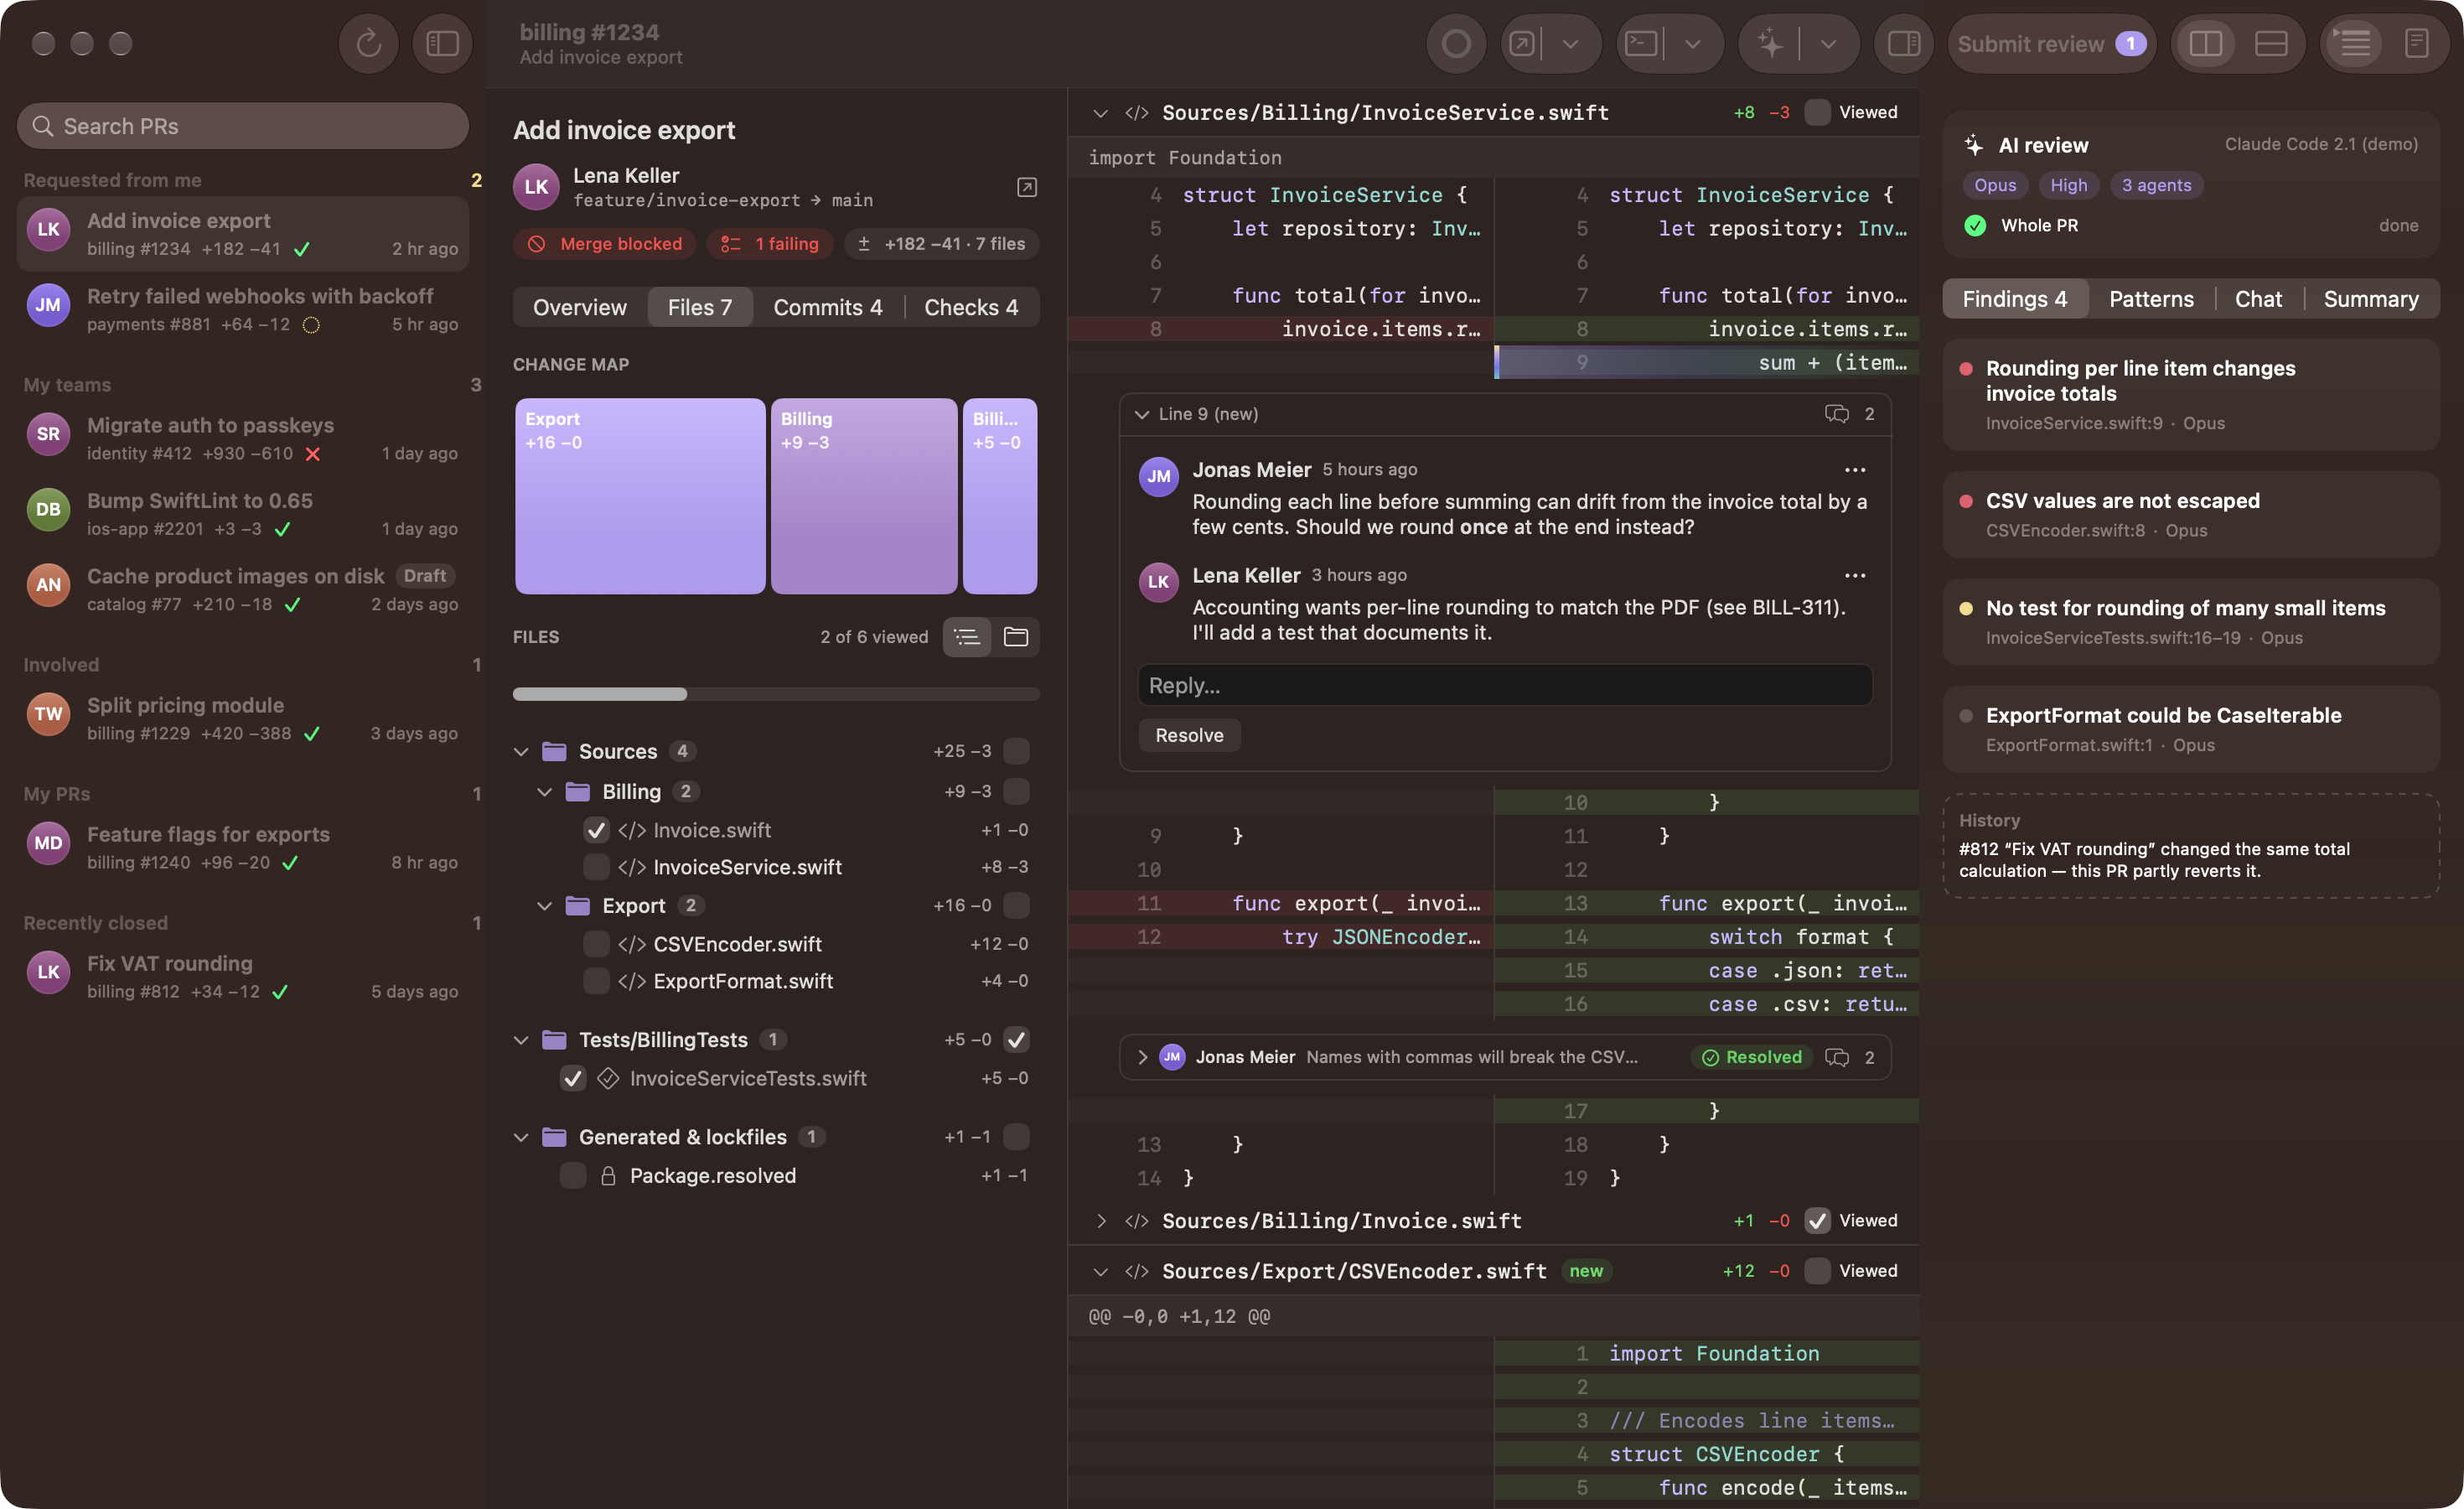 billing #1234
Add invoice export
Submit review 1
Search PRs
Requested from me 2
LK Add invoice export
billing #1234 +182 −41 2 hr ago
JM Retry failed webhooks with backoff
payments #881 +64 −12 5 hr ago
My teams 3
SR Migrate auth to passkeys
identity #412 +930 −610 1 day ago
DB Bump SwiftLint to 0.65
ios-app #2201 +3 −3 1 day ago
AN Cache product images on disk Draft
catalog #77 +210 −18 2 days ago
Involved 1
TW Split pricing module
billing #1229 +420 −388 3 days ago
My PRs 1
MD Feature flags for exports
billing #1240 +96 −20 8 hr ago
Recently closed 1
LK Fix VAT rounding
billing #812 +34 −12 5 days ago
Add invoice export
LK Lena Keller
feature/invoice-export → main
Merge blocked 1 failing ± +182 −41 · 7 files
Overview Files 7 Commits 4 Checks 4
CHANGE MAP
Export
+16 −0
Billing
+9 −3
Billi…
+5 −0
FILES 2 of 6 viewed
Sources 4 +25 −3
Billing 2 +9 −3
</> Invoice.swift +1 −0
</> InvoiceService.swift +8 −3
Export 2 +16 −0
</> CSVEncoder.swift +12 −0
</> ExportFormat.swift +4 −0
Tests/BillingTests 1 +5 −0
InvoiceServiceTests.swift +5 −0
Generated & lockfiles 1 +1 −1
Package.resolved +1 −1
</> Sources/Billing/InvoiceService.swift +8 −3 Viewed
import Foundation
4 struct InvoiceService { 4 struct InvoiceService {
5 let repository: Inv… 5 let repository: Inv…
6 6
7 func total(for invo… 7 func total(for invo…
8 invoice.items.r… 8 invoice.items.r…
9 sum + (item…
Line 9 (new) 2
JM Jonas Meier 5 hours ago
Rounding each line before summing can drift from the invoice total by a
few cents. Should we round once at the end instead?
LK Lena Keller 3 hours ago
Accounting wants per-line rounding to match the PDF (see BILL-311).
I'll add a test that documents it.
Reply...
Resolve
10 }
9 } 11 }
10 12
11 func export(_ invoi… 13 func export(_ invoi…
12 try JSONEncoder… 14 switch format {
15 case .json: ret…
16 case .csv: retu…
JM Jonas Meier Names with commas will break the CSV… Resolved 2
17 }
13 } 18 }
14 } 19 }
</> Sources/Billing/Invoice.swift +1 −0 Viewed
</> Sources/Export/CSVEncoder.swift new +12 −0 Viewed
@@ −0,0 +1,12 @@
1 import Foundation
2
3 /// Encodes line items…
4 struct CSVEncoder {
5 func encode(_ items…
AI review Claude Code 2.1 (demo)
Opus High 3 agents
Whole PR done
Findings 4 Patterns Chat Summary
Rounding per line item changes
invoice totals
InvoiceService.swift:9 · Opus
CSV values are not escaped
CSVEncoder.swift:8 · Opus
No test for rounding of many small items
InvoiceServiceTests.swift:16–19 · Opus
ExportFormat could be CaseIterable
ExportFormat.swift:1 · Opus
History
#812 “Fix VAT rounding” changed the same total
calculation — this PR partly reverts it.